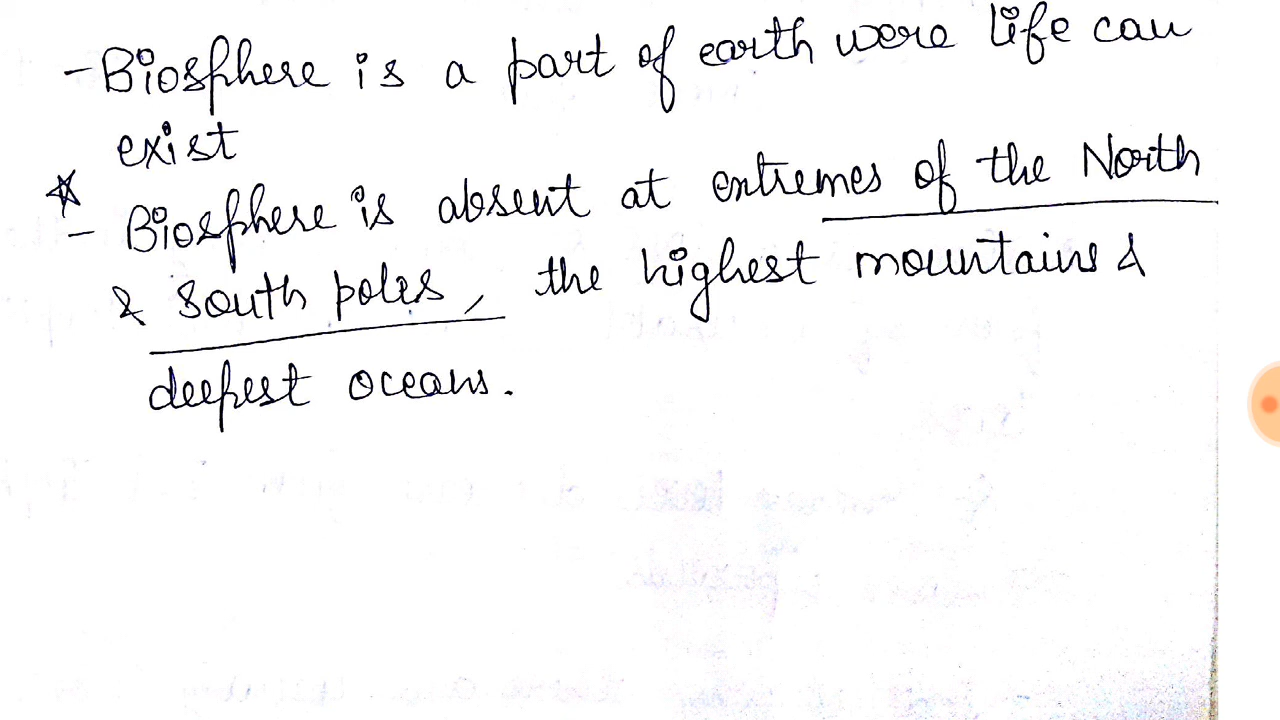 - Biosphere is a part of earth were life can
exist
* - Biosphere is absent at extremes of the North
& South poles, the highest mountains &
deepest oceans.